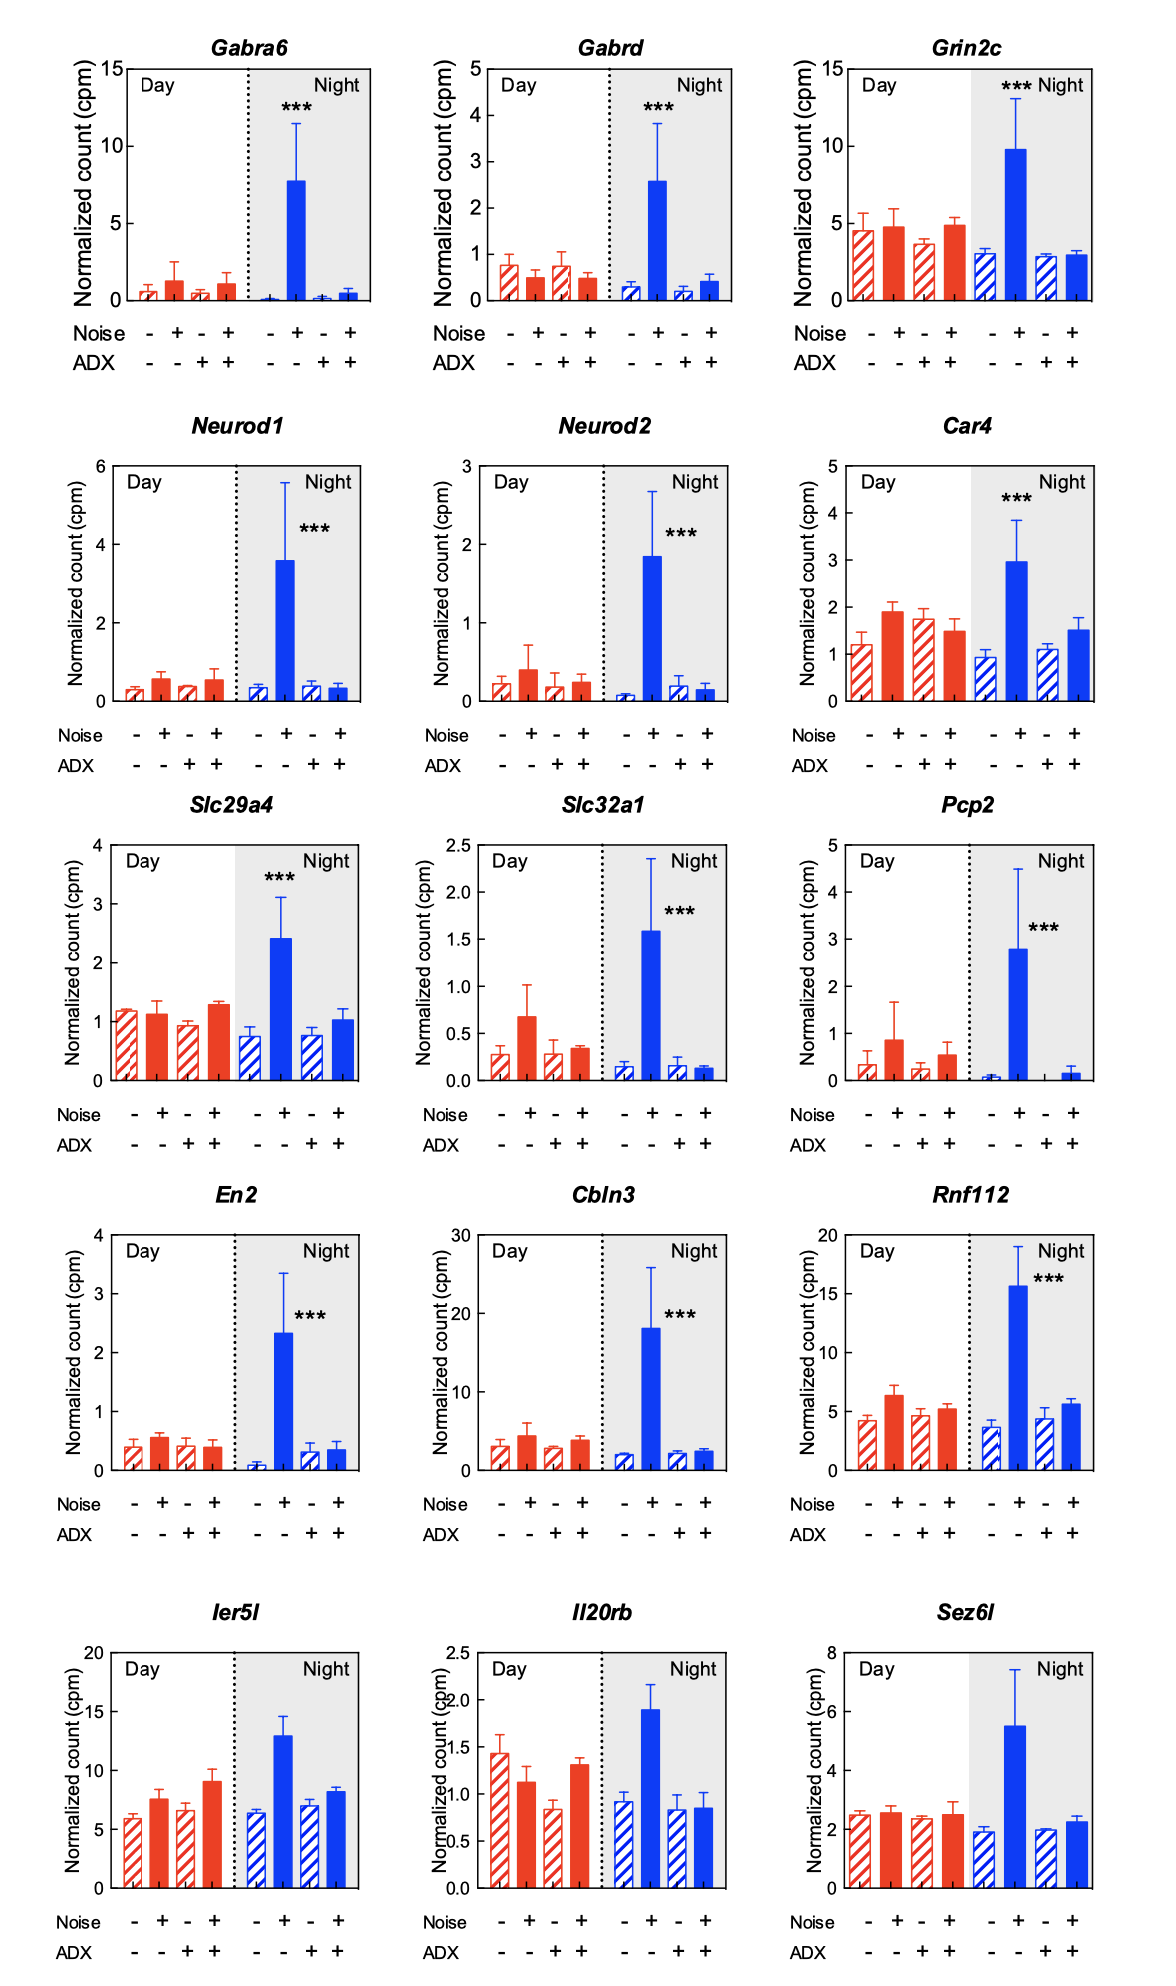 Gabra6 Gabrd Grin2c
Normalized count (cpm) 15 10 5 0 Day Night ***
Normalized count (cpm) 5 4 3 2 1 0 Day Night ***
Normalized count (cpm) 15 10 5 0 Day Night ***
Noise - + - + - + - + Noise - + - + - + - + Noise - + - + - + - +
ADX - - + + - - + + ADX - - + + - - + + ADX - - + + - - + +
Neurod1 Neurod2 Car4
Normalized count (cpm) 6 4 2 0 Day Night ***
Normalized count (cpm) 3 2 1 0 Day Night ***
Normalized count (cpm) 5 4 3 2 1 0 Day Night ***
Noise - + - + - + - + Noise - + - + - + - + Noise - + - + - + - +
ADX - - + + - - + + ADX - - + + - - + + ADX - - + + - - + +
Slc29a4 Slc32a1 Pcp2
Normalized count (cpm) 4 3 2 1 0 Day Night ***
Normalized count (cpm) 2.5 2.0 1.5 1.0 0.5 0.0 Day Night ***
Normalized count (cpm) 5 4 3 2 1 0 Day Night ***
Noise - + - + - + - + Noise - + - + - + - + Noise - + - + - + - +
ADX - - + + - - + + ADX - - + + - - + + ADX - - + + - - + +
En2 Cbln3 Rnf112
Normalized count (cpm) 4 3 2 1 0 Day Night ***
Normalized count (cpm) 30 20 10 0 Day Night ***
Normalized count (cpm) 20 15 10 5 0 Day Night ***
Noise - + - + - + - + Noise - + - + - + - + Noise - + - + - + - +
ADX - - + + - - + + ADX - - + + - - + + ADX - - + + - - + +
Ier5l Il20rb Sez6l
Normalized count (cpm) 20 15 10 5 0 Day Night
Normalized count (cpm) 2.5 2.0 1.5 1.0 0.5 0.0 Day Night
Normalized count (cpm) 8 6 4 2 0 Day Night
Noise - + - + - + - + Noise - + - + - + - + Noise - + - + - + - +
ADX - - + + - - + + ADX - - + + - - + + ADX - - + + - - + +